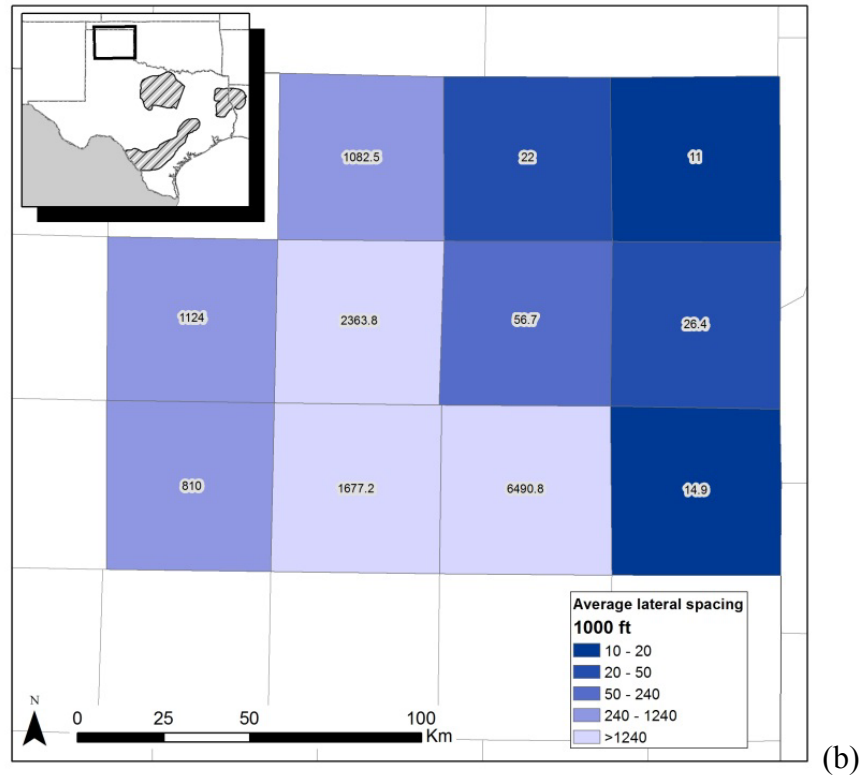 1082.5 22 11
1124 2363.8 56.7 26.4
810 1677.2 6490.8 14.9
Average lateral spacing
1000 ft
10 - 20
20 - 50
50 - 240
240 - 1240
>1240
N
0 25 50 100
Km
(b)